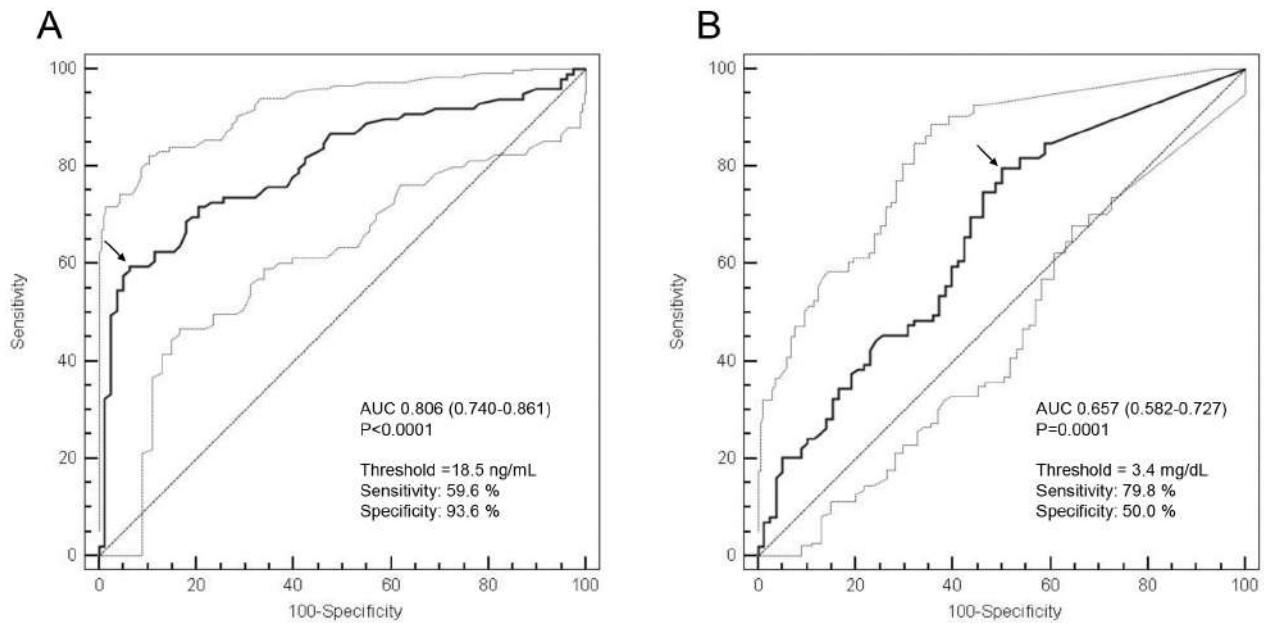 A
100
80
60
40
20
0
Sensitivity
0 20 40 60 80 100
100-Specificity
AUC 0.806 (0.740-0.861)
P<0.0001
Threshold =18.5 ng/mL
Sensitivity: 59.6 %
Specificity: 93.6 %
B
100
80
60
40
20
0
Sensitivity
0 20 40 60 80 100
100-Specificity
AUC 0.657 (0.582-0.727)
P=0.0001
Threshold = 3.4 mg/dL
Sensitivity: 79.8 %
Specificity: 50.0 %